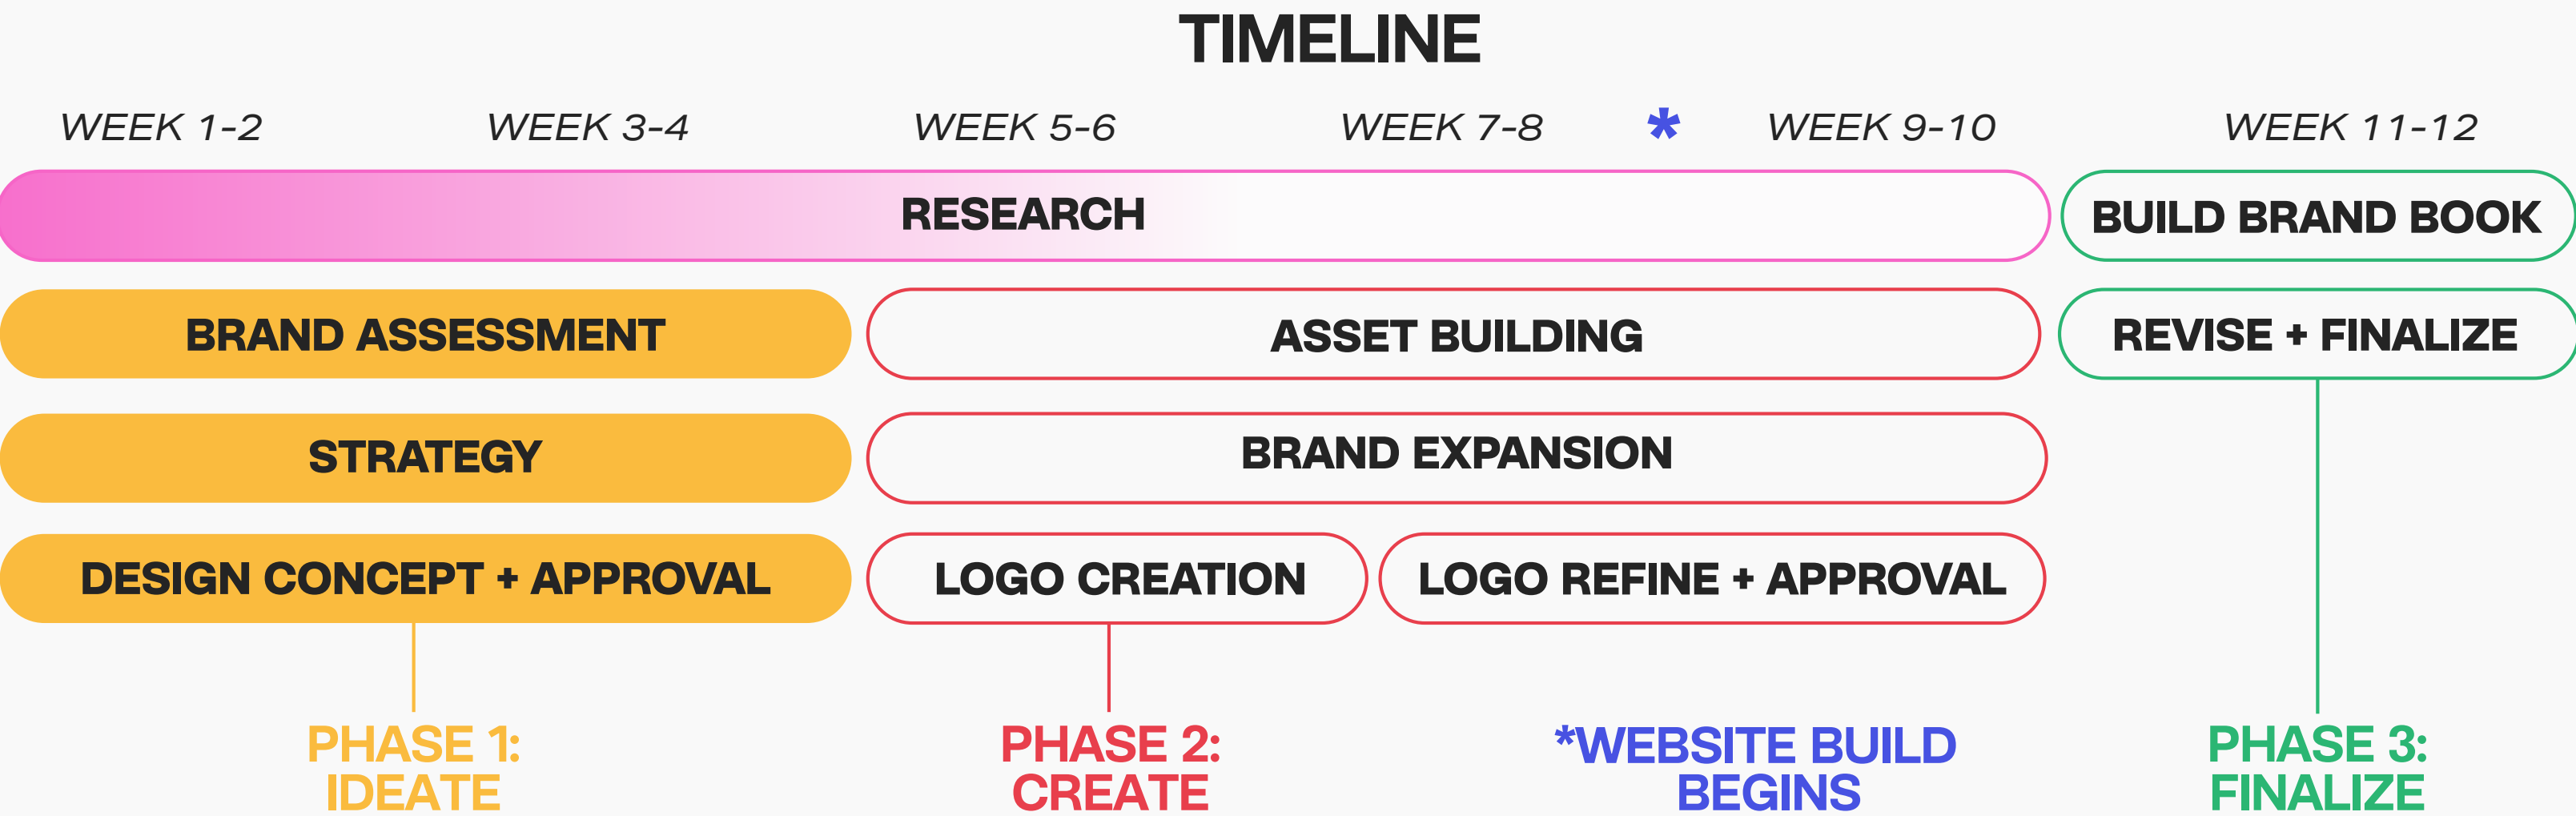 TIMELINE
WEEK 1-2
WEEK 3-4
WEEK 5-6
WEEK 7-8
*
WEEK 9-10
WEEK 11-12
RESEARCH
BUILD BRAND BOOK
BRAND ASSESSMENT
ASSET BUILDING
REVISE + FINALIZE
STRATEGY
BRAND EXPANSION
DESIGN CONCEPT + APPROVAL
LOGO CREATION
LOGO REFINE + APPROVAL
PHASE 1:
IDEATE
PHASE 2:
CREATE
*WEBSITE BUILD
BEGINS
PHASE 3:
FINALIZE